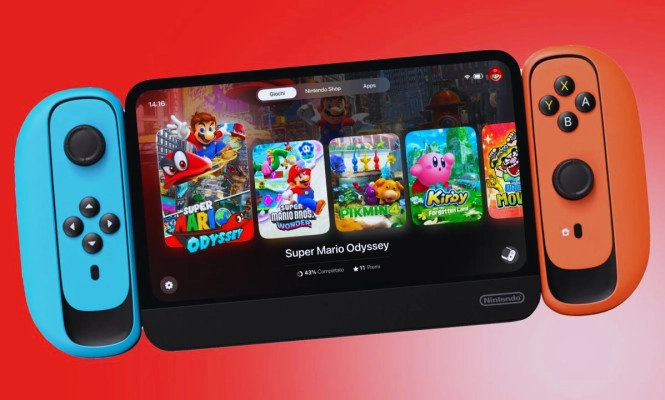 14:16
Giochi
Nintendo Shop
Apps
SUPER
MARIO
ODYSSEY
SUPER
MARIO BROS.
WONDER
PIKMIN 4
Kirby
Forgotten Land
Super Mario Odyssey
43% Completato
11 Premi
Nintendo
X
Y
A
B